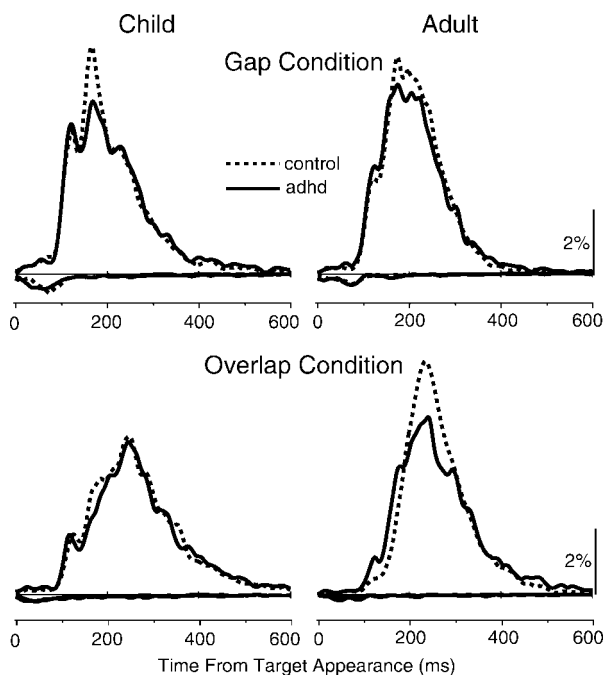 Child Adult
Gap Condition
control
adhd
2%
0 200 400 600 0 200 400 600
Overlap Condition
2%
0 200 400 600 0 200 400 600
Time From Target Appearance (ms)